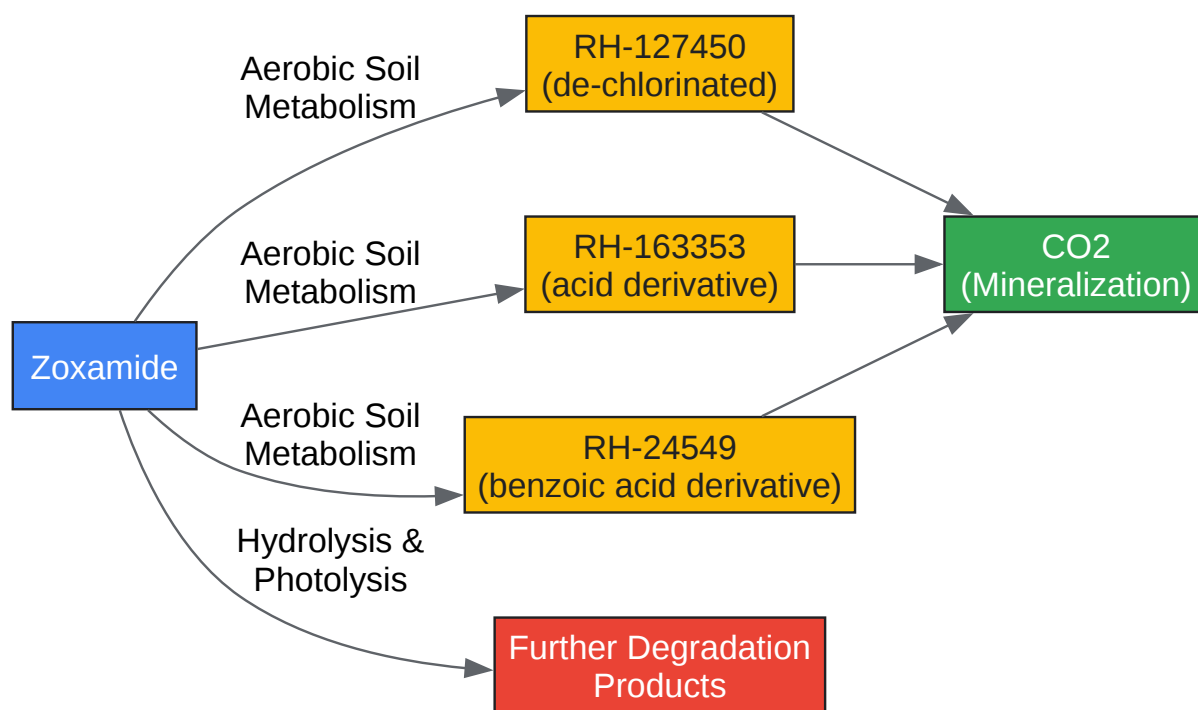 RH-127450
(de-chlorinated)
Aerobic Soil
Metabolism
RH-163353
(acid derivative)
Aerobic Soil
Metabolism
CO2
(Mineralization)
Zoxamide
Aerobic Soil
Metabolism
RH-24549
(benzoic acid derivative)
Hydrolysis &
Photolysis
Further Degradation
Products